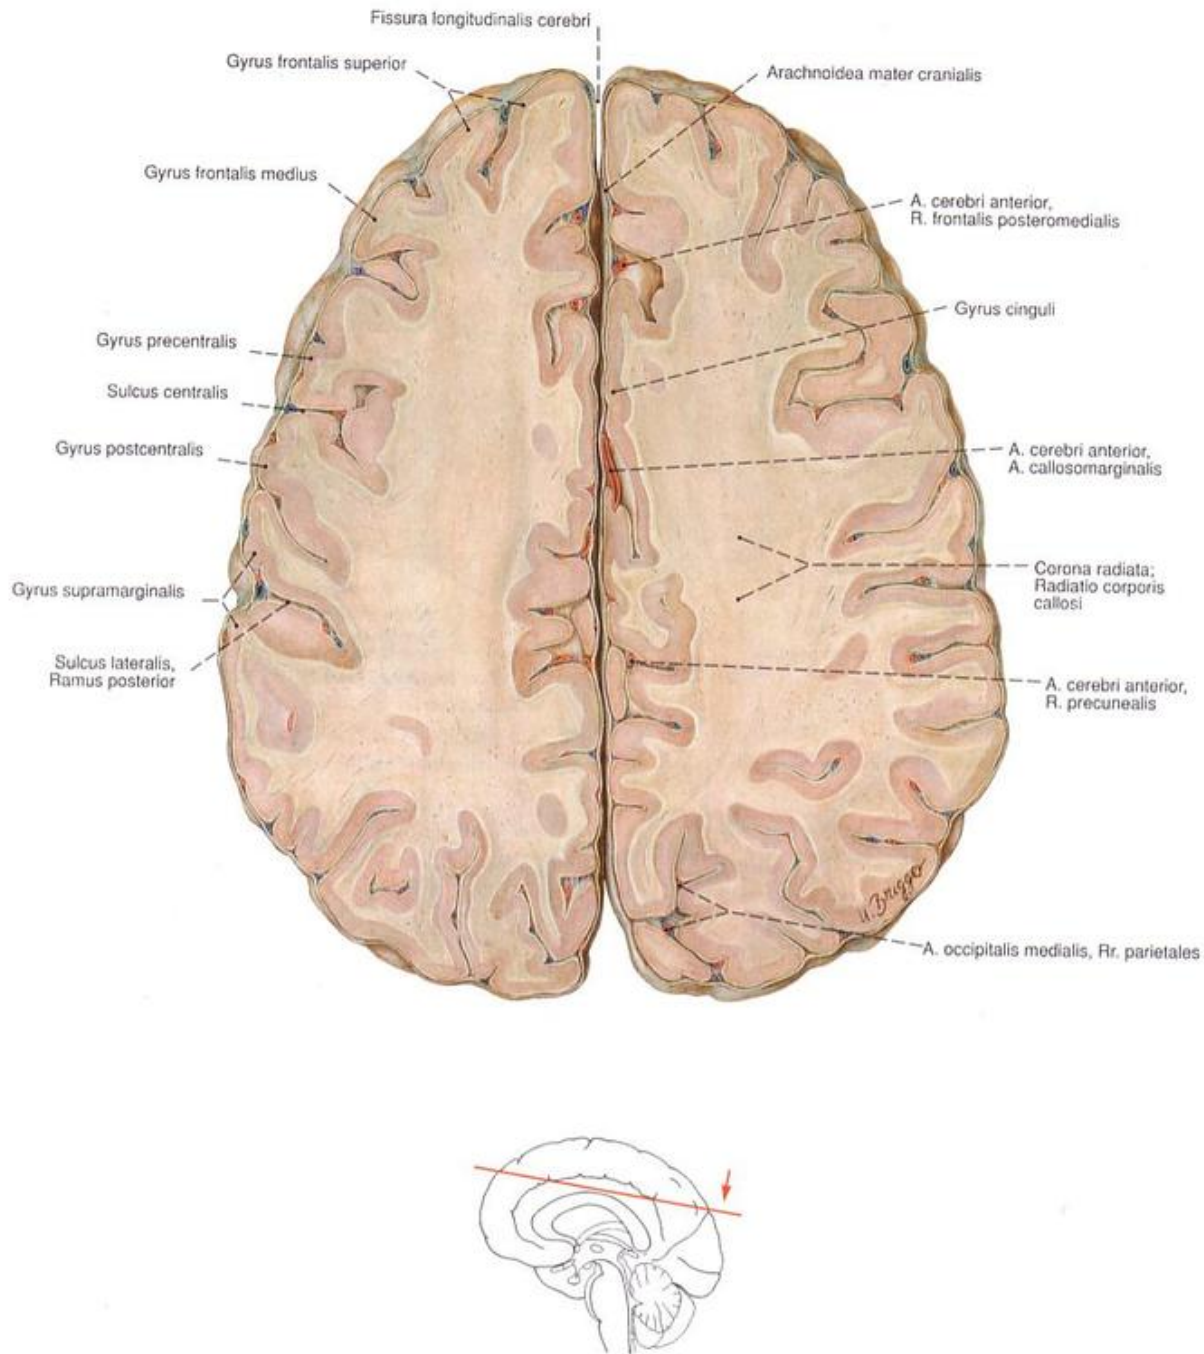 Fissura longitudinalis cerebri
Gyrus frontalis superior
Arachnoidea mater cranialis
Gyrus frontalis medius
A. cerebri anterior,
R. frontalis posteromedialis
Gyrus cinguli
Gyrus precentralis
Sulcus centralis
Gyrus postcentralis
A. cerebri anterior,
A. callosomarginalis
Gyrus supramarginalis
Corona radiata;
Radiatio corporis
callosi
Sulcus lateralis,
Ramus posterior
A. cerebri anterior,
R. precunealis
U. Brigge
A. occipitalis medialis, Rr. parietales